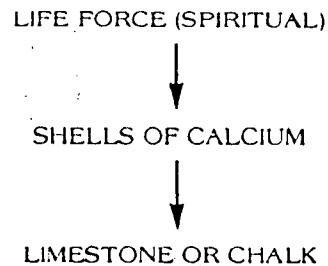 LIFE FORCE (SPIRITUAL)
SHELLS OF CALCIUM
LIMESTONE OR CHALK